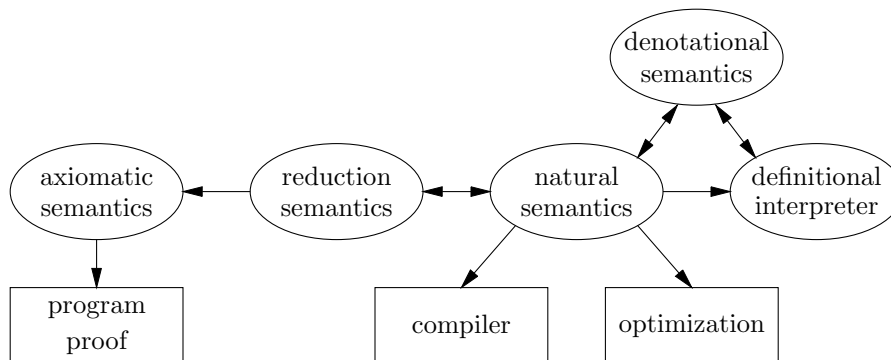 denotational
semantics
axiomatic
semantics
reduction
semantics
natural
semantics
definitional
interpreter
program
proof
compiler
optimization